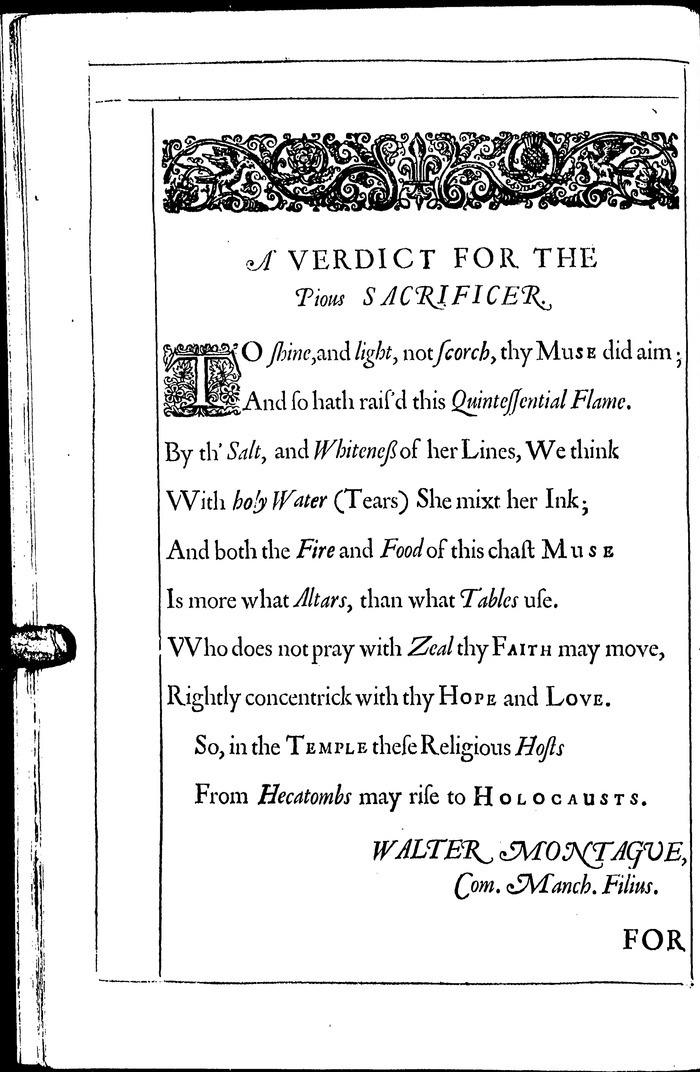 A VERDICT FOR THE
Pious SACRIFICER.
TO ſhine, and light, not ſcorch, thy MUSE did aim;
And ſo hath raiſ'd this Quinteſſential Flame.
By th' Salt, and Whiteneß of her Lines, We think
With holy Water (Tears) She mixt her Ink;
And both the Fire and Food of this chaſt MUSE
Is more what Altars, than what Tables uſe.
Who does not pray with Zeal thy FAITH may move,
Rightly concentrick with thy HOPE and LOVE.
So, in the TEMPLE theſe Religious Hoſts
From Hecatombs may riſe to HOLOCAUSTS.
WALTER MONTAGUE,
Com. Manch. Filius.
FOR